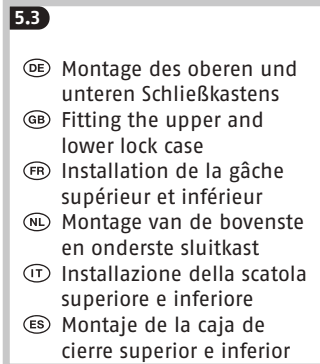 5.3
DE Montage des oberen und
unteren Schließkastens
GB Fitting the upper and
lower lock case
FR Installation de la gâche
supérieur et inférieur
NL Montage van de bovenste
en onderste sluitkast
IT Installazione della scatola
superiore e inferiore
ES Montaje de la caja de
cierre superior e inferior